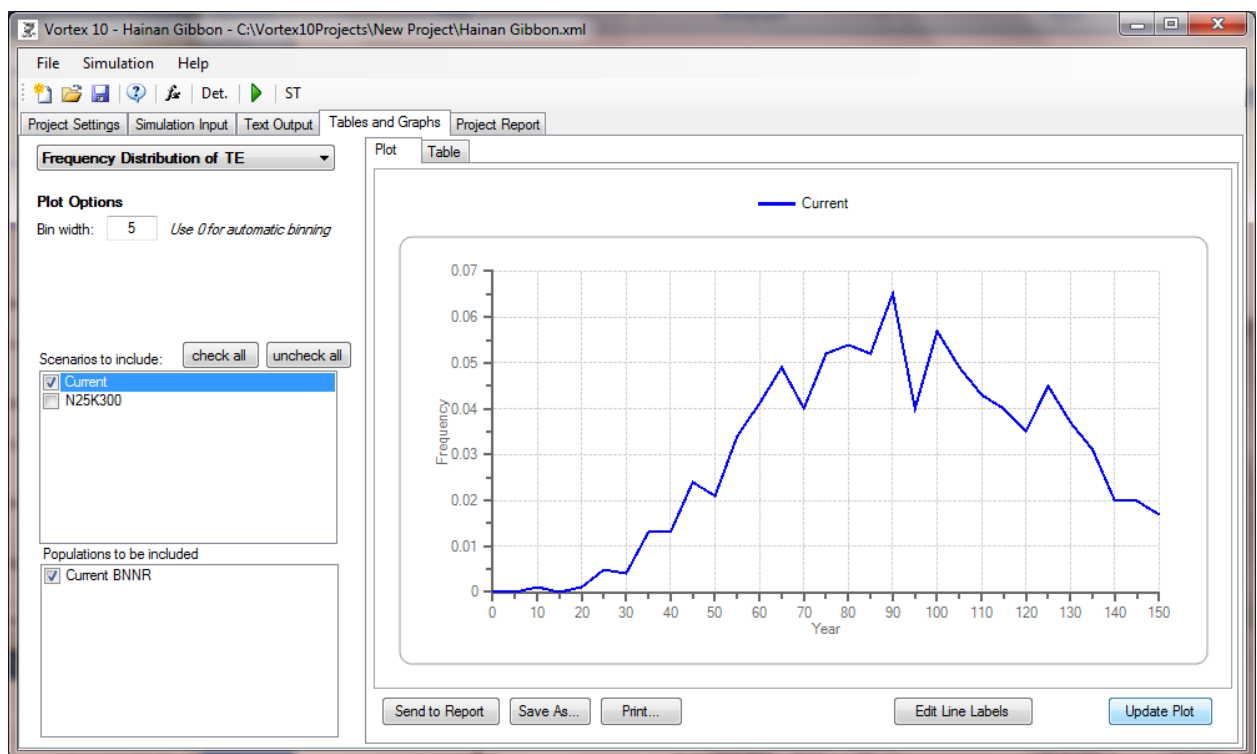 Vortex 10 - Hainan Gibbon - C:\Vortex10Projects\New Project\Hainan Gibbon.xml
File Simulation Help
fx Det. ST
Project Settings Simulation Input Text Output Tables and Graphs Project Report
Frequency Distribution of TE
Plot Options
Bin width: 5 Use 0 for automatic binning
Scenarios to include: check all uncheck all
Current
N25K300
Populations to be included
Current BNNR
Plot Table
Current
0.07
0.06
0.05
0.04
0.03
0.02
0.01
0
Frequency
0 10 20 30 40 50 60 70 80 90 100 110 120 130 140 150
Year
Send to Report Save As... Print... Edit Line Labels Update Plot